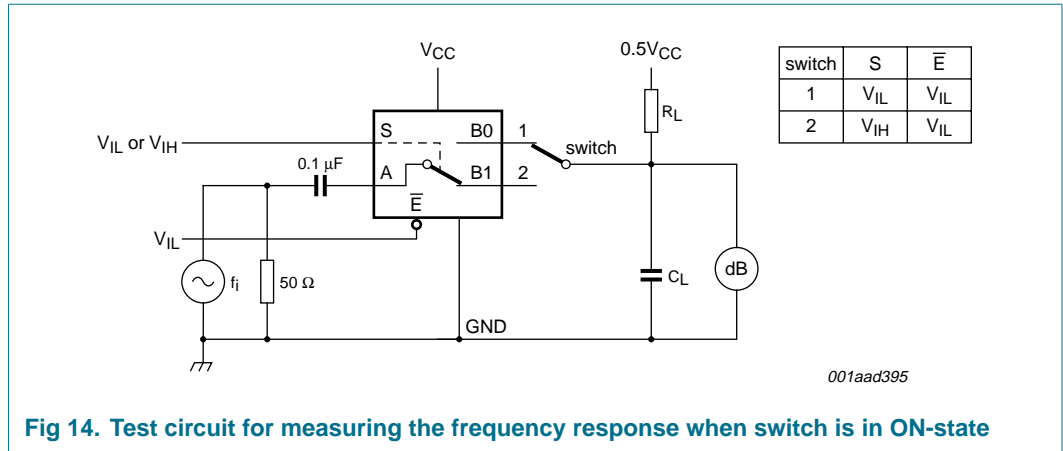 VCC
0.5VCC
switch S E̅
1 VIL VIL
2 VIH VIL
RL
S B0 1
VIL or VIH
switch
0.1 μF
A B1 2
E̅
VIL
fi
50 Ω
CL
dB
GND
001aad395
Fig 14. Test circuit for measuring the frequency response when switch is in ON-state